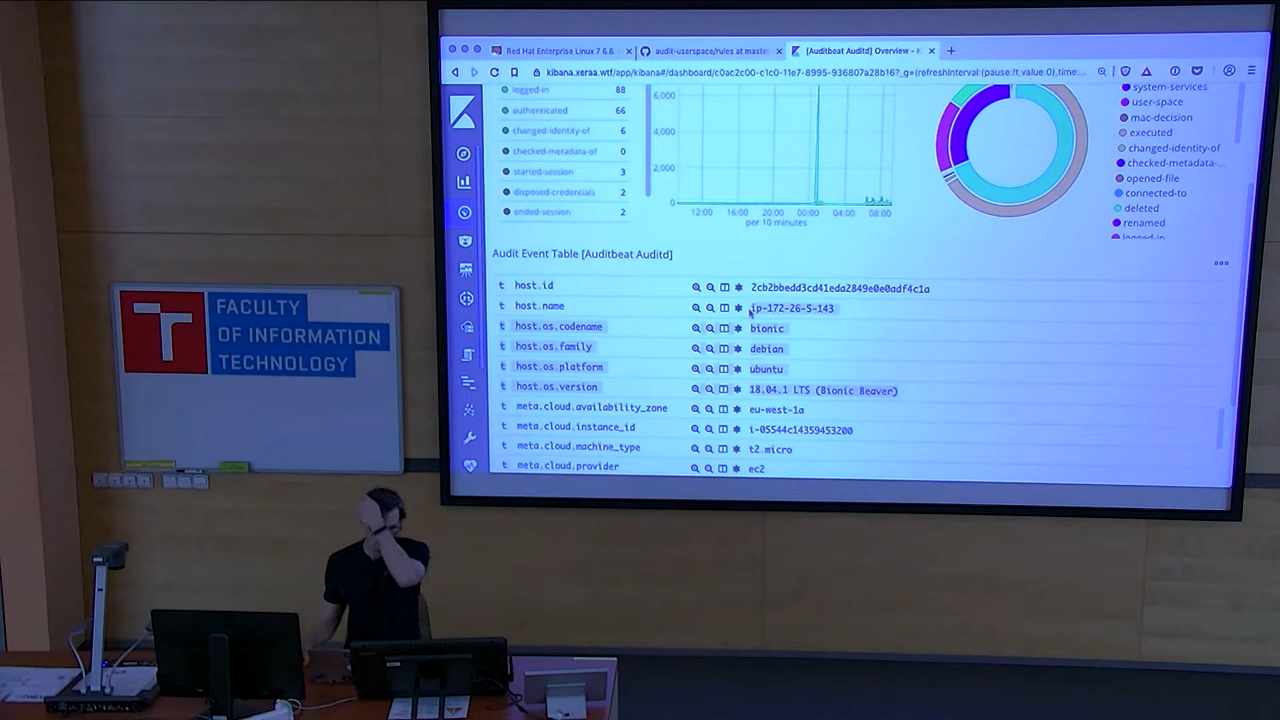 Red Hat Enterprise Linux 7 6.6.
audit-userspace/rules at maste
[Auditbeat Auditd] Overview - K
kibana.xeraa.wtf/app/kibana#/dashboard/c0ac2c00-c1c0-11e7-8995-936807a28b16?_g=(refreshInterval:(pause:!t,value:0),time:...
logged-in 88
authenticated 66
changed-identity-of 6
checked-metadata-of 0
started-session 3
disposed-credentials 2
ended-session 2
6,000
4,000
2,000
0
12:00 16:00 20:00 00:00 04:00 08:00
per 10 minutes
system-services
user-space
mac-decision
executed
changed-identity-of
checked-metadata-...
opened-file
connected-to
deleted
renamed
logged-in
Audit Event Table [Auditbeat Auditd]
t host.id 2cb2bbedd3cd41eda2849e0e0adf4c1a
t host.name ip-172-26-5-143
t host.os.codename bionic
t host.os.family debian
t host.os.platform ubuntu
t host.os.version 18.04.1 LTS (Bionic Beaver)
t meta.cloud.availability_zone eu-west-1a
t meta.cloud.instance_id i-05544c14359453200
t meta.cloud.machine_type t2.micro
t meta.cloud.provider ec2
FACULTY
OF INFORMATION
TECHNOLOGY